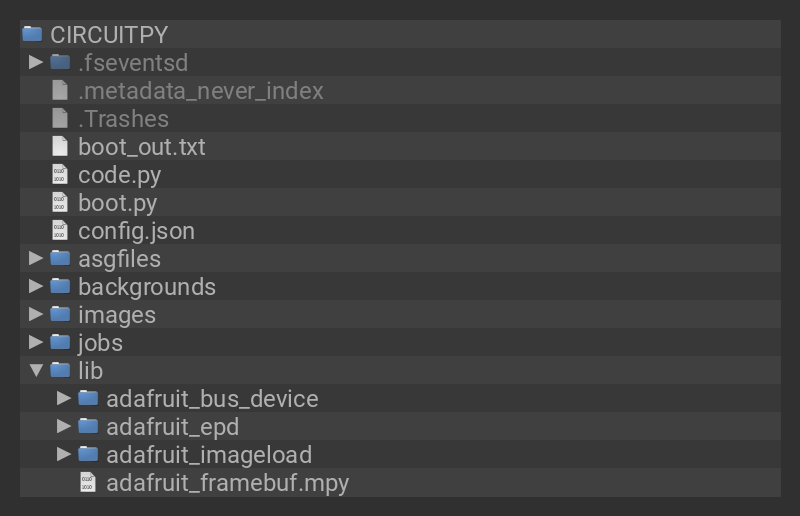 CIRCUITPY
.fseventsd
.metadata_never_index
.Trashes
boot_out.txt
code.py
boot.py
config.json
asgfiles
backgrounds
images
jobs
lib
adafruit_bus_device
adafruit_epd
adafruit_imageload
adafruit_framebuf.mpy